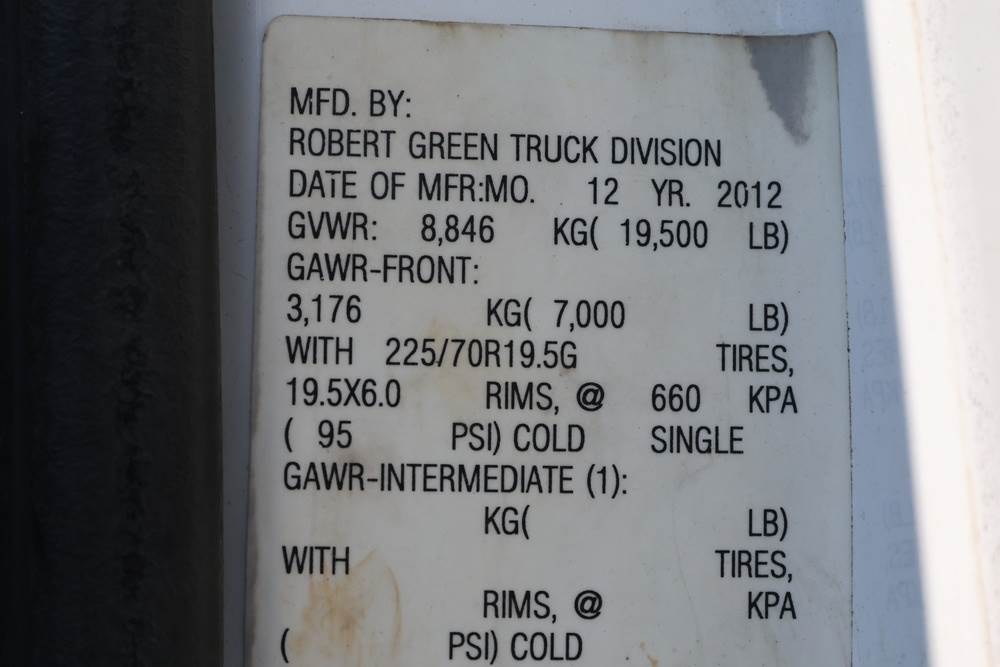 MFD. BY:
ROBERT GREEN TRUCK DIVISION
DATE OF MFR:MO. 12 YR. 2012
GVWR: 8,846 KG( 19,500 LB)
GAWR-FRONT:
3,176 KG( 7,000 LB)
WITH 225/70R19.5G TIRES,
19.5X6.0 RIMS, @ 660 KPA
( 95 PSI) COLD SINGLE
GAWR-INTERMEDIATE (1):
KG( LB)
WITH TIRES,
RIMS, @ KPA
( PSI) COLD